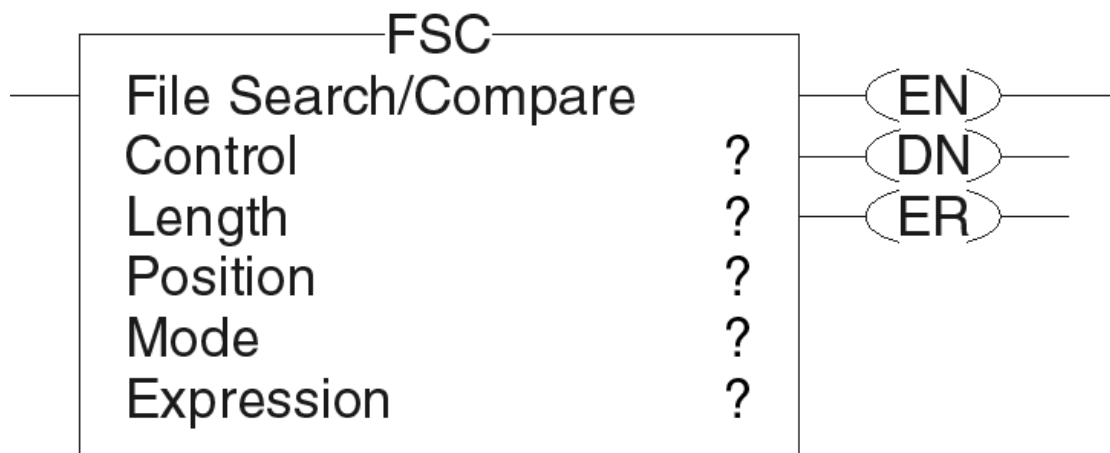 FSC
File Search/Compare EN
Control ? DN
Length ? ER
Position ?
Mode ?
Expression ?